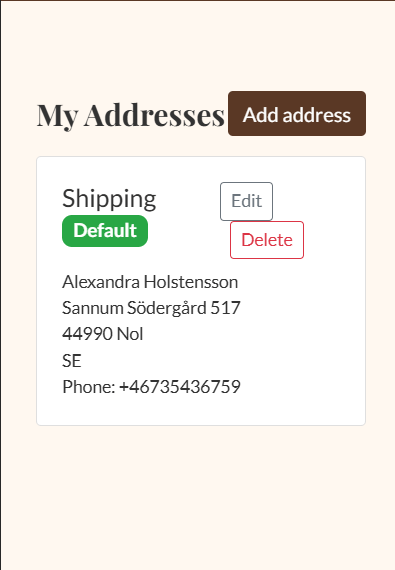 My Addresses
Add address
Shipping
Default
Edit
Delete
Alexandra Holstensson
Sannum Södergård 517
44990 Nol
SE
Phone: +46735436759